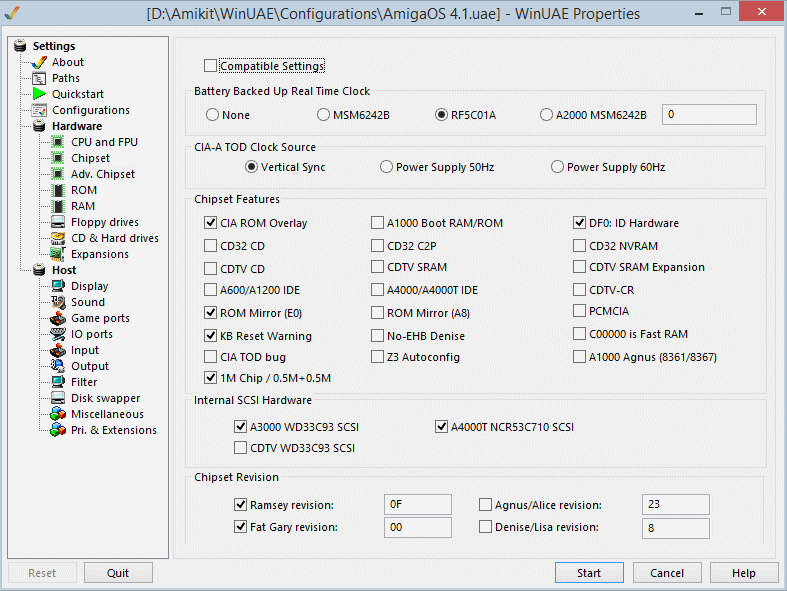 [D:\Amikit\WinUAE\Configurations\AmigaOS 4.1.uae] - WinUAE Properties
Settings
About
Paths
Quickstart
Configurations
Hardware
CPU and FPU
Chipset
Adv. Chipset
ROM
RAM
Floppy drives
CD & Hard drives
Expansions
Host
Display
Sound
Game ports
IO ports
Input
Output
Filter
Disk swapper
Miscellaneous
Pri. & Extensions
Compatible Settings
Battery Backed Up Real Time Clock
None MSM6242B RF5C01A A2000 MSM6242B 0
CIA-A TOD Clock Source
Vertical Sync Power Supply 50Hz Power Supply 60Hz
Chipset Features
CIA ROM Overlay A1000 Boot RAM/ROM DF0: ID Hardware
CD32 CD CD32 C2P CD32 NVRAM
CDTV CD CDTV SRAM CDTV SRAM Expansion
A600/A1200 IDE A4000/A4000T IDE CDTV-CR
ROM Mirror (E0) ROM Mirror (A8) PCMCIA
KB Reset Warning No-EHB Denise C00000 is Fast RAM
CIA TOD bug Z3 Autoconfig A1000 Agnus (8361/8367)
1M Chip / 0.5M+0.5M
Internal SCSI Hardware
A3000 WD33C93 SCSI A4000T NCR53C710 SCSI
CDTV WD33C93 SCSI
Chipset Revision
Ramsey revision: 0F Agnus/Alice revision: 23
Fat Gary revision: 00 Denise/Lisa revision: 8
Reset Quit Start Cancel Help